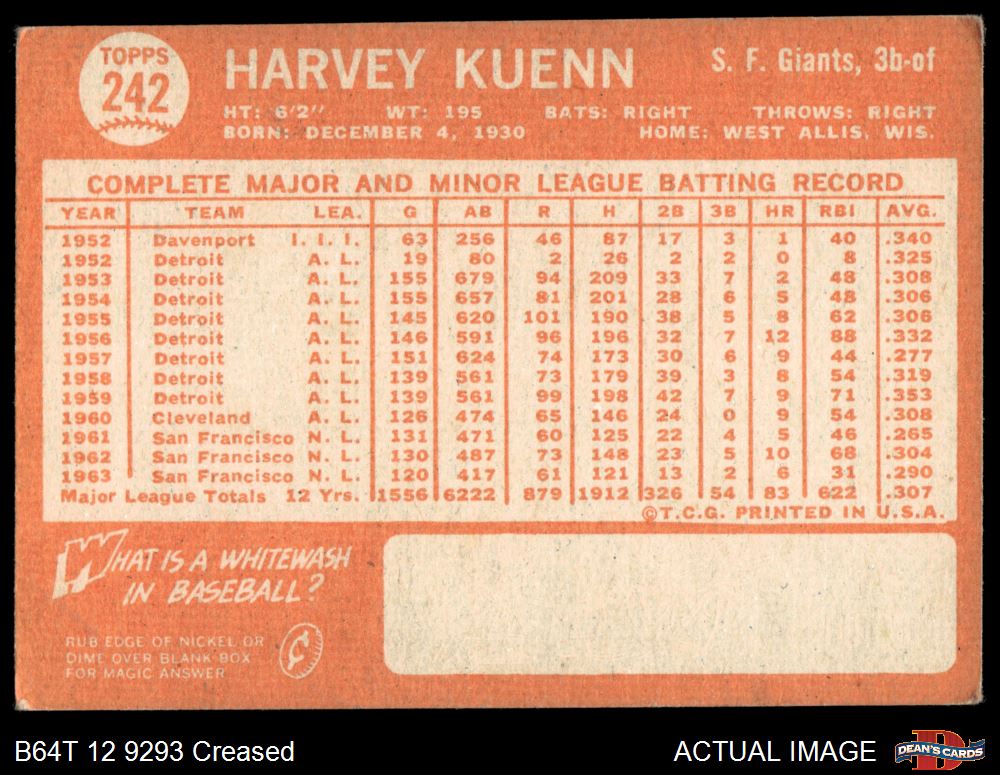 TOPPS
242
HARVEY KUENN
S. F. Giants, 3b-of
HT: 6'2" WT: 195 BATS: RIGHT THROWS: RIGHT
BORN: DECEMBER 4, 1930 HOME: WEST ALLIS, WIS.
COMPLETE MAJOR AND MINOR LEAGUE BATTING RECORD
YEAR TEAM LEA. G AB R H 2B 3B HR RBI AVG.
1952 Davenport I. I. I. 63 256 46 87 17 3 1 40 .340
1952 Detroit A. L. 19 80 2 26 2 2 0 8 .325
1953 Detroit A. L. 155 679 94 209 33 7 2 48 .308
1954 Detroit A. L. 155 657 81 201 28 6 5 48 .306
1955 Detroit A. L. 145 620 101 190 38 5 8 62 .306
1956 Detroit A. L. 146 591 96 196 32 7 12 88 .332
1957 Detroit A. L. 151 624 74 173 30 6 9 44 .277
1958 Detroit A. L. 139 561 73 179 39 3 8 54 .319
1959 Detroit A. L. 139 561 99 198 42 7 9 71 .353
1960 Cleveland A. L. 126 474 65 146 24 0 9 54 .308
1961 San Francisco N. L. 131 471 60 125 22 4 5 46 .265
1962 San Francisco N. L. 130 487 73 148 23 5 10 68 .304
1963 San Francisco N. L. 120 417 61 121 13 2 6 31 .290
Major League Totals 12 Yrs. 1556 6222 879 1912 326 54 83 622 .307
©T.C.G. PRINTED IN U.S.A.
WHAT IS A WHITEWASH
IN BASEBALL?
RUB EDGE OF NICKEL OR
DIME OVER BLANK BOX
FOR MAGIC ANSWER
B64T 12 9293 Creased
ACTUAL IMAGE
DEAN'S CARDS